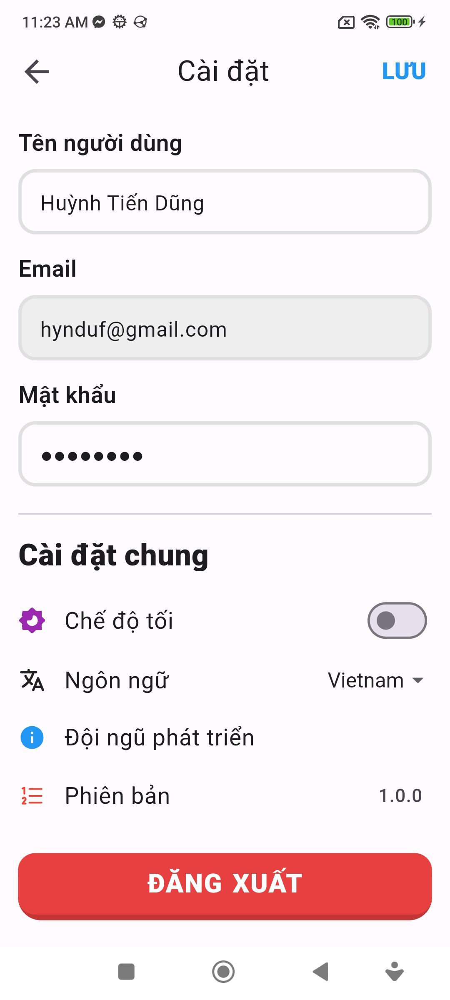 11:23 AM
100
Cài đặt
LƯU
Tên người dùng
Huỳnh Tiến Dũng
Email
hynduf@gmail.com
Mật khẩu
••••••••
Cài đặt chung
Chế độ tối
Ngôn ngữ
Vietnam
Đội ngũ phát triển
Phiên bản
1.0.0
ĐĂNG XUẤT